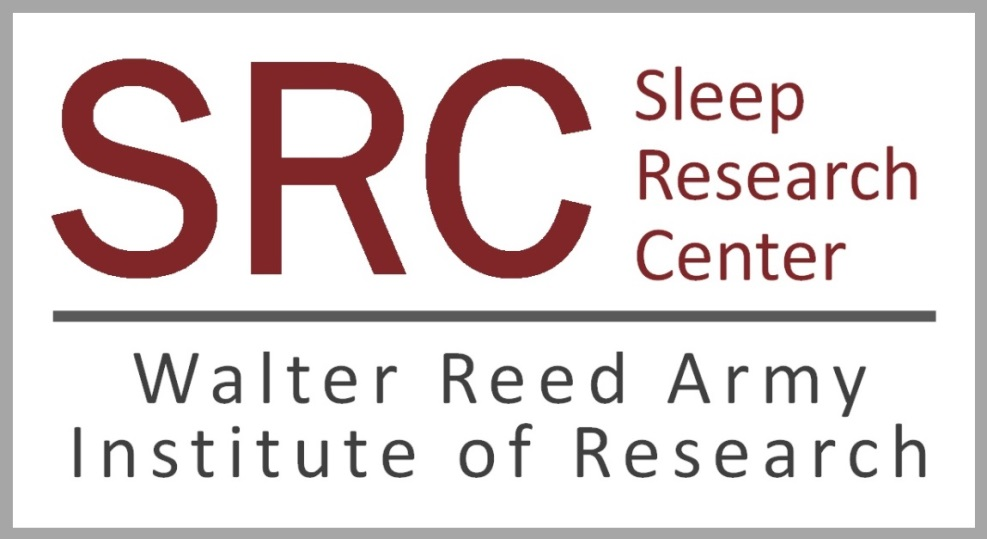 SRC
Sleep
Research
Center
Walter Reed Army
Institute of Research